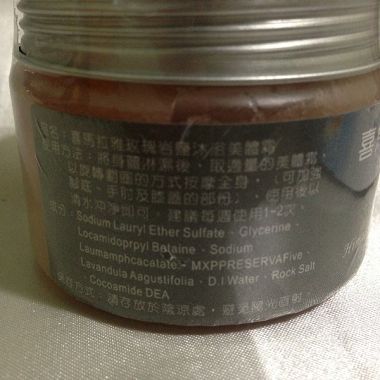 品名：喜馬拉雅玫瑰岩鹽沐浴美體霜
使用方法：將身體淋濕後，取適量的美體霜，
以旋轉畫圈的方式按摩全身，（可加強
腳底、手肘及膝蓋的部母），使用後以
清水沖淨即可，建議每週使用1-2次
成分：Sodium Lauryl Ether Sulfate、Glycerine
Locamidoprpyl Betaine、Sodium
Laumamphcacatate、MXPPRESERVAFive
Lavandula Aagustifolia、D.I Water、Rock Salt
Cocoamide DEA
保存方式：請存放於陰涼處，避免陽光直射